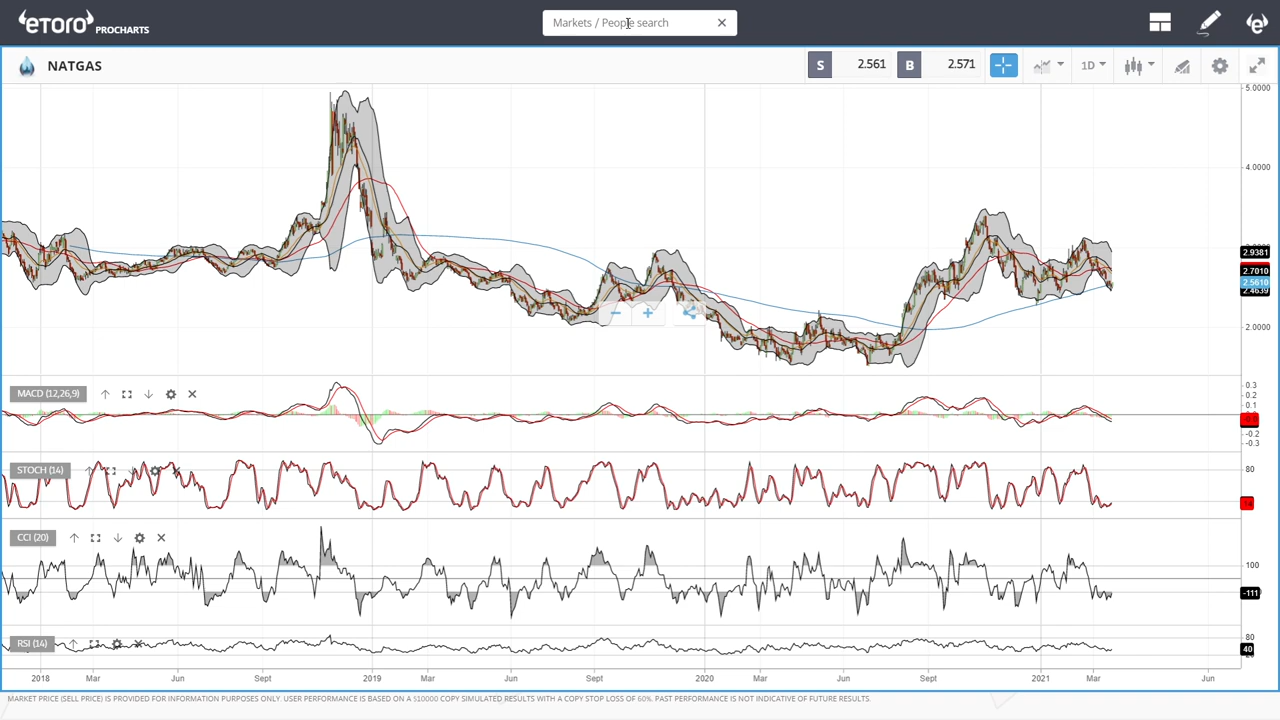 eToro PROCHARTS
Markets / People search
NATGAS
S 2.561 B 2.571 1D
5.0000
4.0000
2.9381
2.7010
2.5610
2.4639
2.0000
MACD (12,26,9)
0.3
0.2
0.1
-0.2
-0.3
STOCH (14)
80
CCI (20)
100
-111
RSI (14)
80
40
2018 Mar Jun Sept 2019 Mar Jun Sept 2020 Mar Jun Sept 2021 Mar Jun
MARKET PRICE (SELL PRICE) IS PROVIDED FOR INFORMATION PURPOSES ONLY. USER PERFORMANCE IS BASED ON A $10000 COPY SIMULATED RESULTS WITH A COPY STOP LOSS OF 60%. PAST PERFORMANCE IS NOT INDICATIVE OF FUTURE RESULTS.